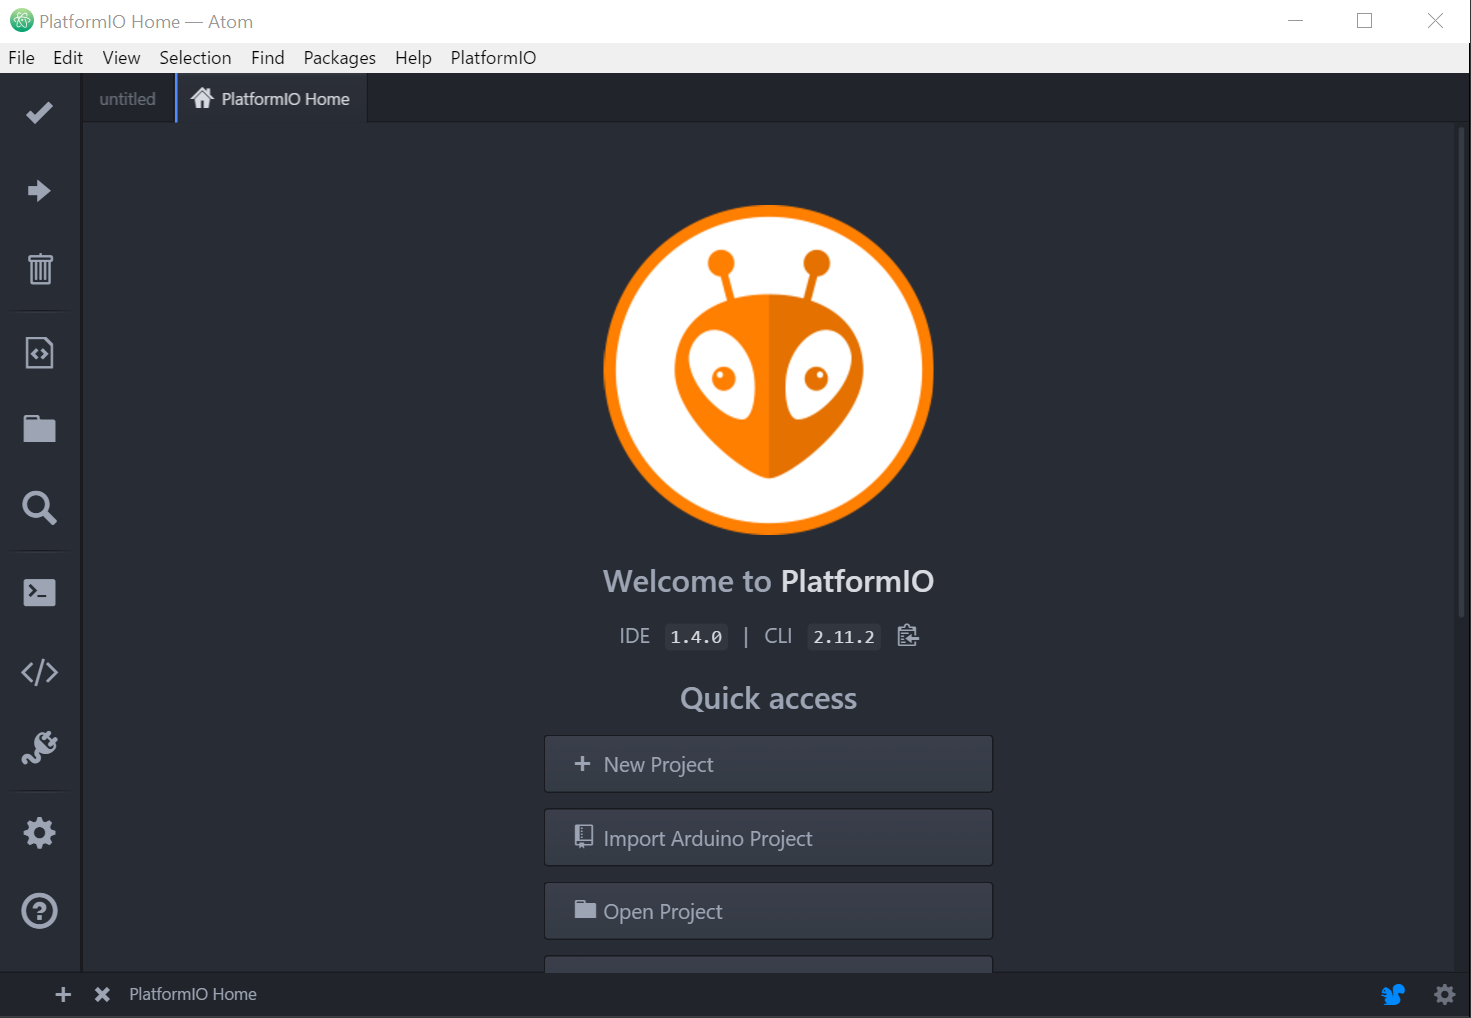 PlatformIO Home — Atom
File Edit View Selection Find Packages Help PlatformIO
untitled PlatformIO Home
Welcome to PlatformIO
IDE 1.4.0 | CLI 2.11.2
Quick access
New Project
Import Arduino Project
Open Project
PlatformIO Home